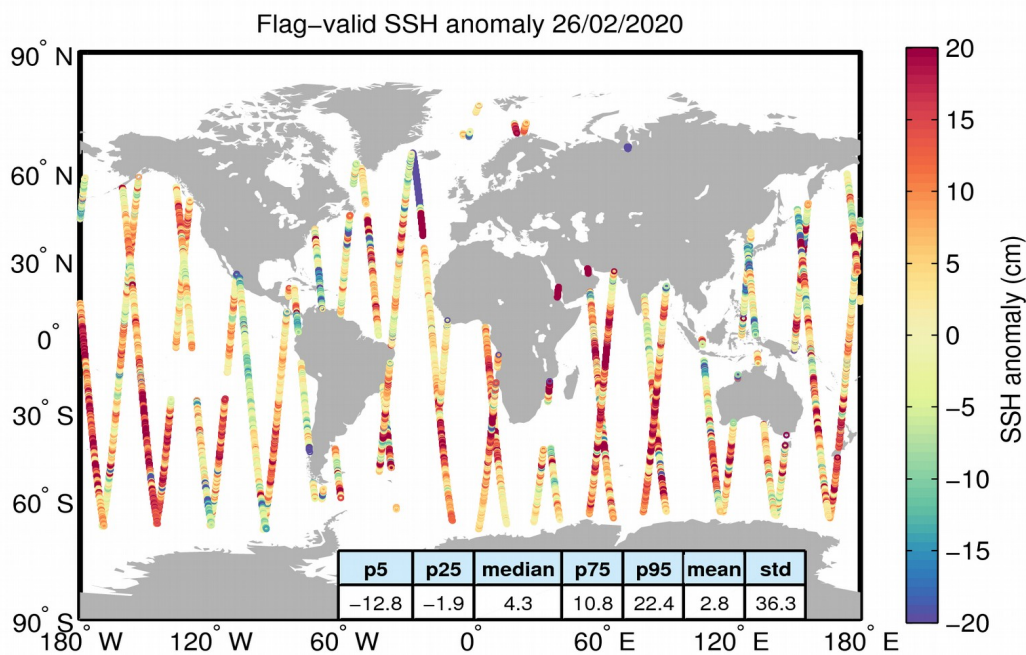 Flag−valid SSH anomaly 26/02/2020
90° N
60° N
30° N
0°
30° S
60° S
90° S
180° W 120° W 60° W 0° 60° E 120° E 180° E
p5 p25 median p75 p95 mean std
−12.8 −1.9 4.3 10.8 22.4 2.8 36.3
20
15
10
5
0
−5
−10
−15
−20
SSH anomaly (cm)